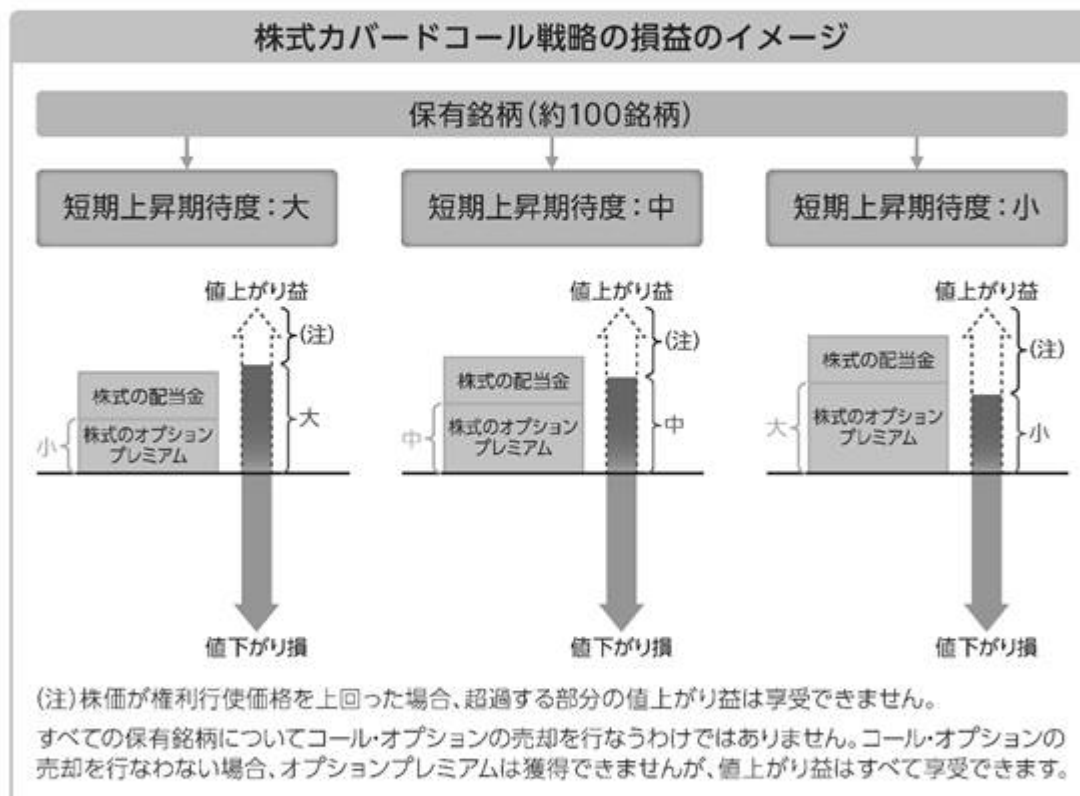 株式カバードコール戦略の損益のイメージ
保有銘柄(約100銘柄)
短期上昇期待度:大
短期上昇期待度:中
短期上昇期待度:小
値上がり益
(注)
株式の配当金
大
小
株式のオプション
プレミアム
値下がり損
値上がり益
(注)
株式の配当金
中
中
株式のオプション
プレミアム
値下がり損
値上がり益
(注)
株式の配当金
大
株式のオプション
プレミアム
小
値下がり損
(注)株価が権利行使価格を上回った場合、超過する部分の値上がり益は享受できません。
すべての保有銘柄についてコール・オプションの売却を行なうわけではありません。コール・オプションの
売却を行なわない場合、オプションプレミアムは獲得できませんが、値上がり益はすべて享受できます。